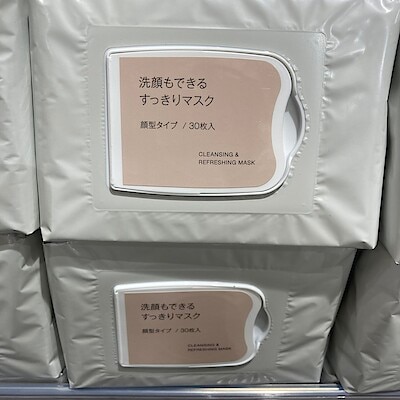 洗顔もできる
すっきりマスク
顔型タイプ / 30枚入
CLEANSING &
REFRESHING MASK
洗顔もできる
すっきりマスク
顔型タイプ / 30枚入
CLEANSING &
REFRESHING MASK